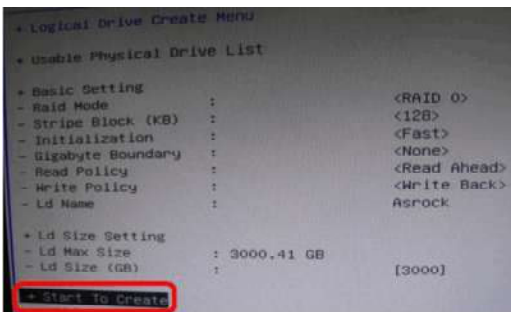 + Logical Drive Create Menu
+ Usable Physical Drive List
+ Basic Setting
- Raid Mode : <RAID 0>
- Stripe Block (KB) : <128>
- Initialization : <Fast>
- Gigabyte Boundary : <None>
- Read Policy : <Read Ahead>
- Write Policy : <Write Back>
- Ld Name : Asrock
+ Ld Size Setting
- Ld Max Size : 3000.41 GB
- Ld Size (GB) : [3000]
+ Start To Create